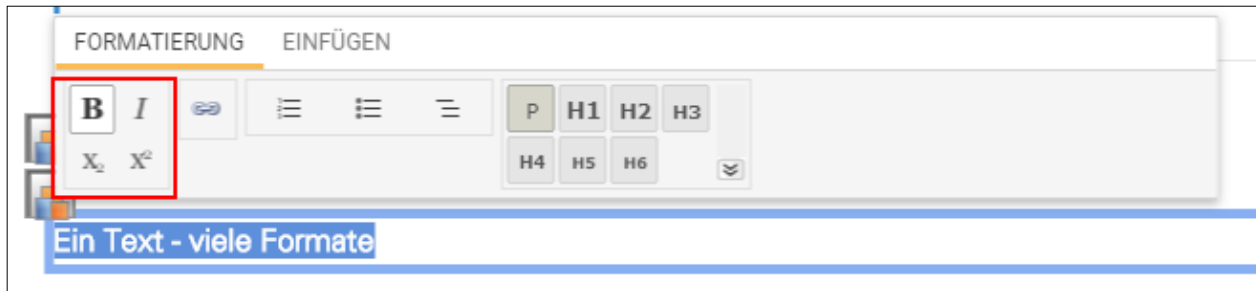 FORMATIERUNG EINFÜGEN
B I P H1 H2 H3
X₂ X² H4 H5 H6
Ein Text - viele Formate